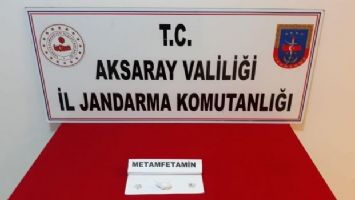 T.C.
AKSARAY VALİLİĞİ
İL JANDARMA KOMUTANLIĞI
METAMFETAMİN